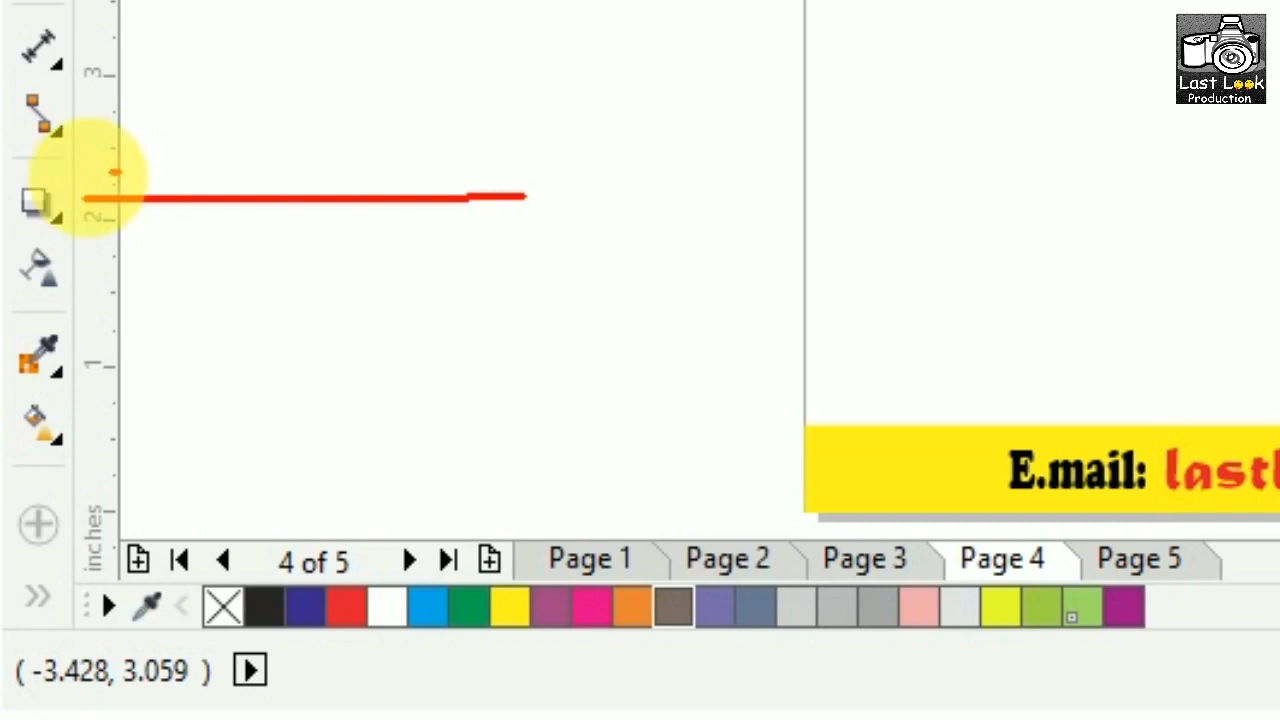 Last Look
Production
3
2
1
inches
E.mail: lastl
4 of 5
Page 1
Page 2
Page 3
Page 4
Page 5
( -3.428, 3.059 )